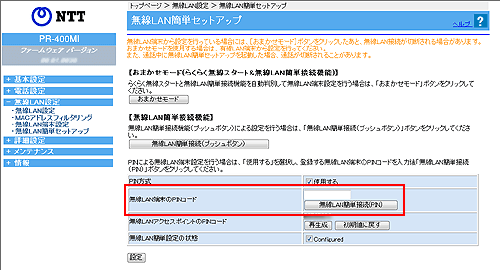 NTT
PR-400MI
ファームウェア バージョン
基本設定
電話設定
無線LAN設定
無線LAN設定
MACアドレスフィルタリング
無線LAN端末設定
無線LAN簡単セットアップ
詳細設定
メンテナンス
情報
トップページ > 無線LAN設定 > 無線LAN簡単セットアップ
無線LAN簡単セットアップ
ヘルプ ?
無線LAN端末から設定を行っている場合には、[おまかせモード]ボタンをクリックしたあと、無線LANが切断される場合があります。
おまかせモードを使用する場合は、有線LAN端末から設定を行ってください。
また、通話中に無線LAN簡単セットアップを使用した場合、通話が切断されることがあります。
【おまかせモード(らくらく無線スタート&無線LAN簡単接続機能)】
らくらく無線スタートと無線LAN簡単接続機能を自動判別して無線LAN端末設定を行う場合は、「おまかせモード」ボタンをクリックしてください。
おまかせモード
【無線LAN簡単接続機能】
無線LAN簡単接続機能(プッシュボタン)による設定を行う場合は、「無線LAN簡単接続(プッシュボタン)」ボタンをクリックしてください。
無線LAN簡単接続(プッシュボタン)
PINによる無線LAN端末設定を行う場合は、「使用する」を選択し、登録する無線LAN端末のPINコードを入力後「無線LAN簡単接続(PIN)」ボタンをクリックしてください。
PIN方式
使用する
無線LAN端末のPINコード
無線LAN簡単接続(PIN)
無線LANアクセスポイントのPINコード
再生成 初期値に戻す
無線LAN簡単設定の状態
Configured
設定